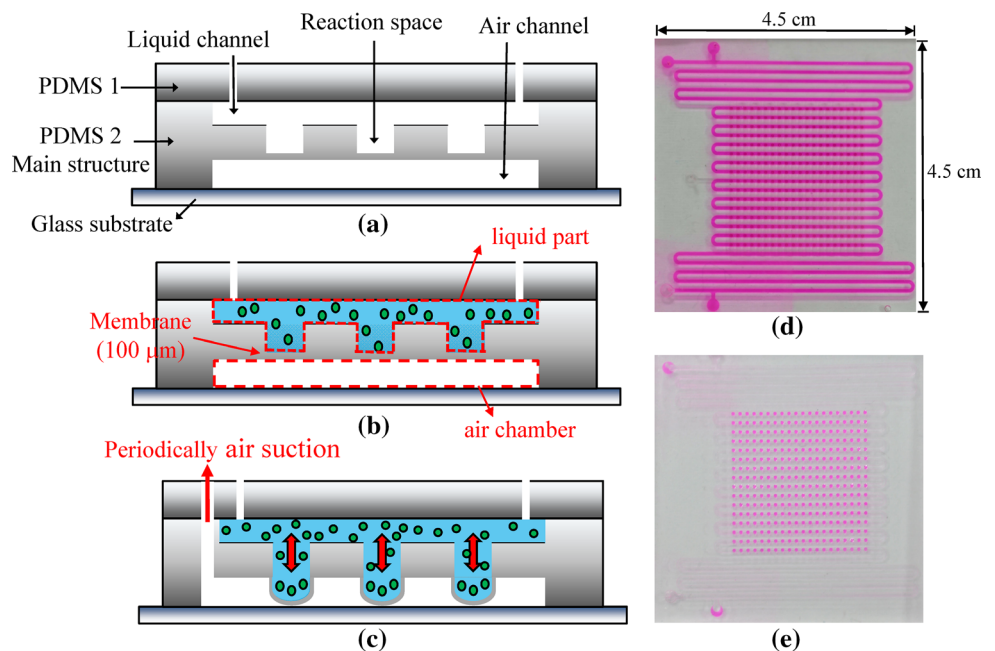 (a)
Liquid channel
Reaction space
Air channel
PDMS 1
PDMS 2
Main structure
Glass substrate
(b)
liquid part
Membrane
(100 μm)
air chamber
(c)
Periodically air suction
4.5 cm
4.5 cm
(d)
(e)